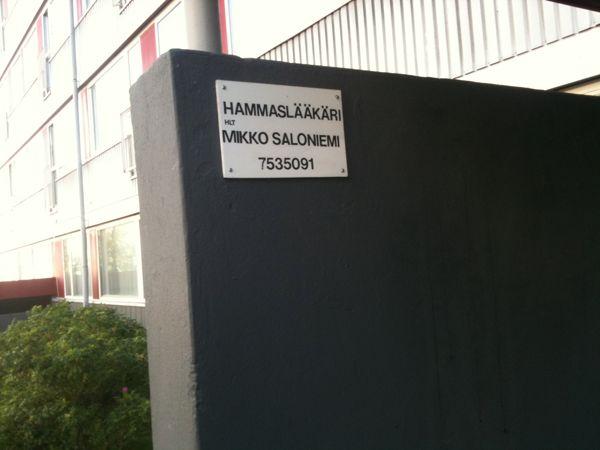 HAMMASLÄÄKÄRI
HLT
MIKKO SALONIEMI
7535091